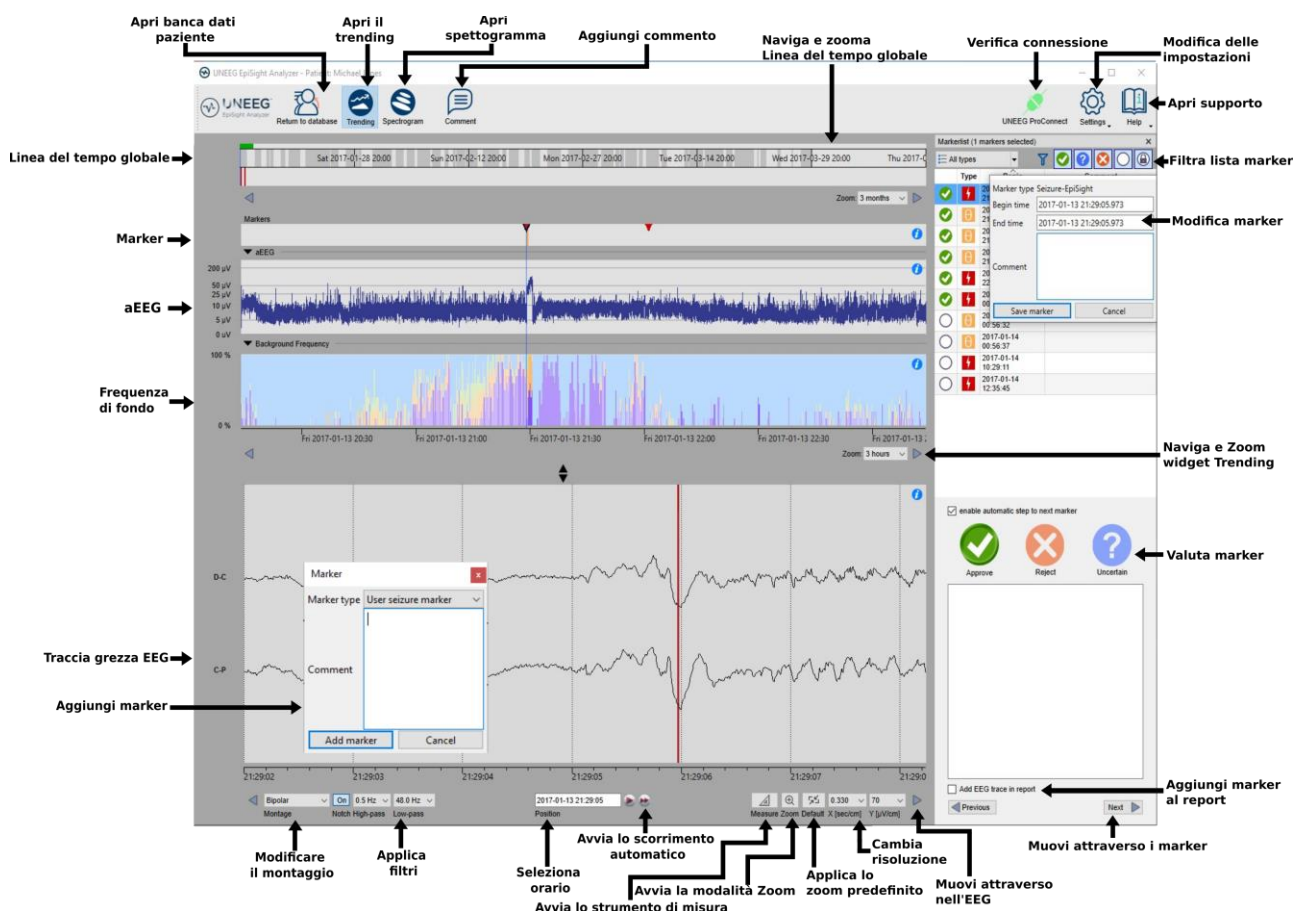 Apri banca dati
paziente
Apri il
trending
Apri
spettogramma
Aggiungi commento
Naviga e zooma
Linea del tempo globale
Verifica connessione
Modifica delle
impostazioni
UNEEG EpiSight Analyzer - Patient: Michael
UNEEG
EpiSight Analyzer
Return to database
Trending
Spectrogram
Comment
UNEEG ProConnect
Settings
Help
Apri supporto
Linea del tempo globale
Sat 2017-01-28 20:00
Sun 2017-02-12 20:00
Mon 2017-02-27 20:00
Tue 2017-03-14 20:00
Wed 2017-03-29 20:00
Thu 2017-0
Zoom: 3 months
Markerlist (1 markers selected)
All types
Filtra lista marker
Type
Marker type Seizure-EpiSight
Begin time 2017-01-13 21:29:05.973
End time 2017-01-13 21:29:05.973
Modifica marker
Comment
Save marker
Cancel
00:56:32
2017-01-14
00:56:37
2017-01-14
10:29:11
2017-01-14
12:35:45
Marker
Markers
aEEG
aEEG
200 µV
50 µV
25 µV
10 µV
5 µV
0 uV
Background Frequency
100 %
Frequenza
di fondo
0 %
Fri 2017-01-13 20:30
Fri 2017-01-13 21:00
Fri 2017-01-13 21:30
Fri 2017-01-13 22:00
Fri 2017-01-13 22:30
Fri 2017-01-13
Zoom: 3 hours
Naviga e Zoom
widget Trending
enable automatic step to next marker
Approve
Reject
Uncertain
Valuta marker
D-C
C-P
Traccia grezza EEG
Aggiungi marker
Marker
x
Marker type User seizure marker
Comment
Add marker
Cancel
21:29:02
21:29:03
21:29:04
21:29:05
21:29:06
21:29:07
21:29:0
Add EEG trace in report
Aggiungi marker
al report
Previous
Next
Muovi attraverso i marker
Bipolar
On
0.5 Hz
48.0 Hz
2017-01-13 21:29:05
0.330
70
Montage
Notch
High-pass
Low-pass
Position
Measure
Zoom
Default
X [sec/cm]
Y [µV/cm]
Modificare
il montaggio
Applica
filtri
Seleziona
orario
Avvia lo scorrimento
automatico
Avvia la modalità Zoom
Avvia lo strumento di misura
Applica lo
zoom predefinito
Cambia
risoluzione
Muovi attraverso
nell'EEG